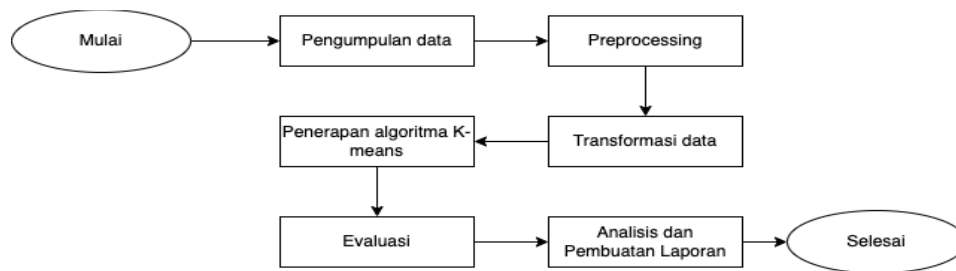 Mulai
Pengumpulan data
Preprocessing
Transformasi data
Penerapan algoritma K-
means
Evaluasi
Analisis dan
Pembuatan Laporan
Selesai